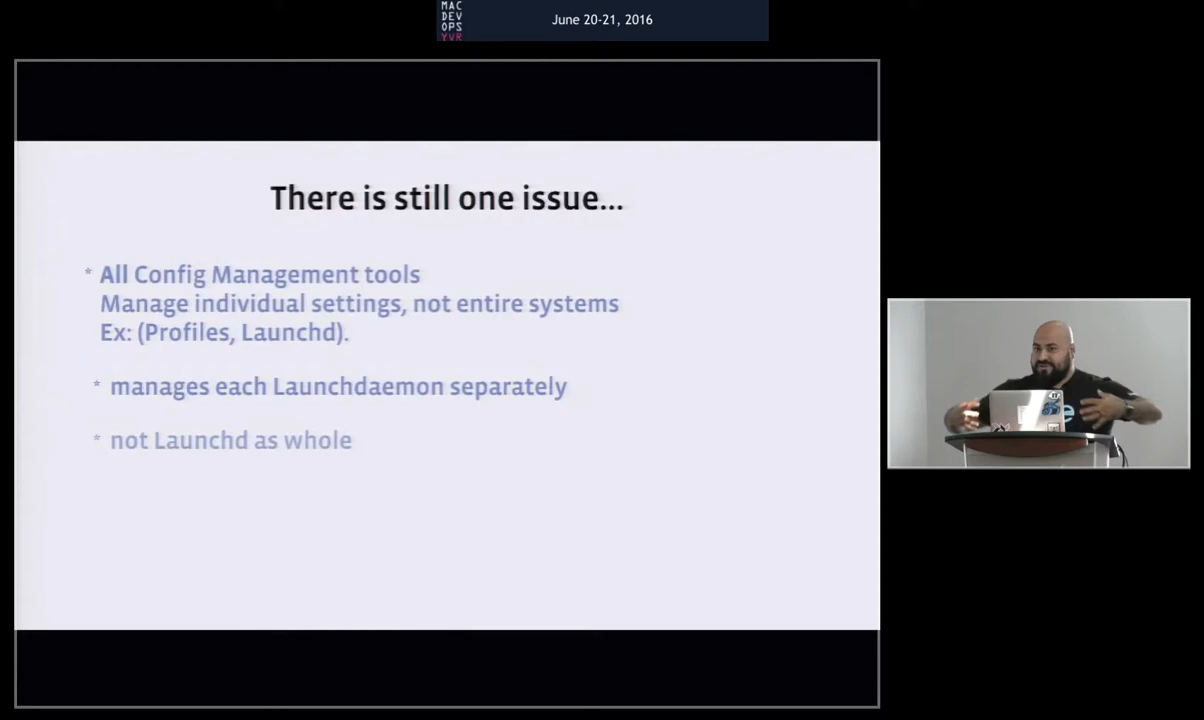 MAC
DEV
OPS
YVR
June 20-21, 2016
There is still one issue...
* All Config Management tools
Manage individual settings, not entire systems
Ex: (Profiles, Launchd).
* manages each Launchdaemon separately
* not Launchd as whole
e